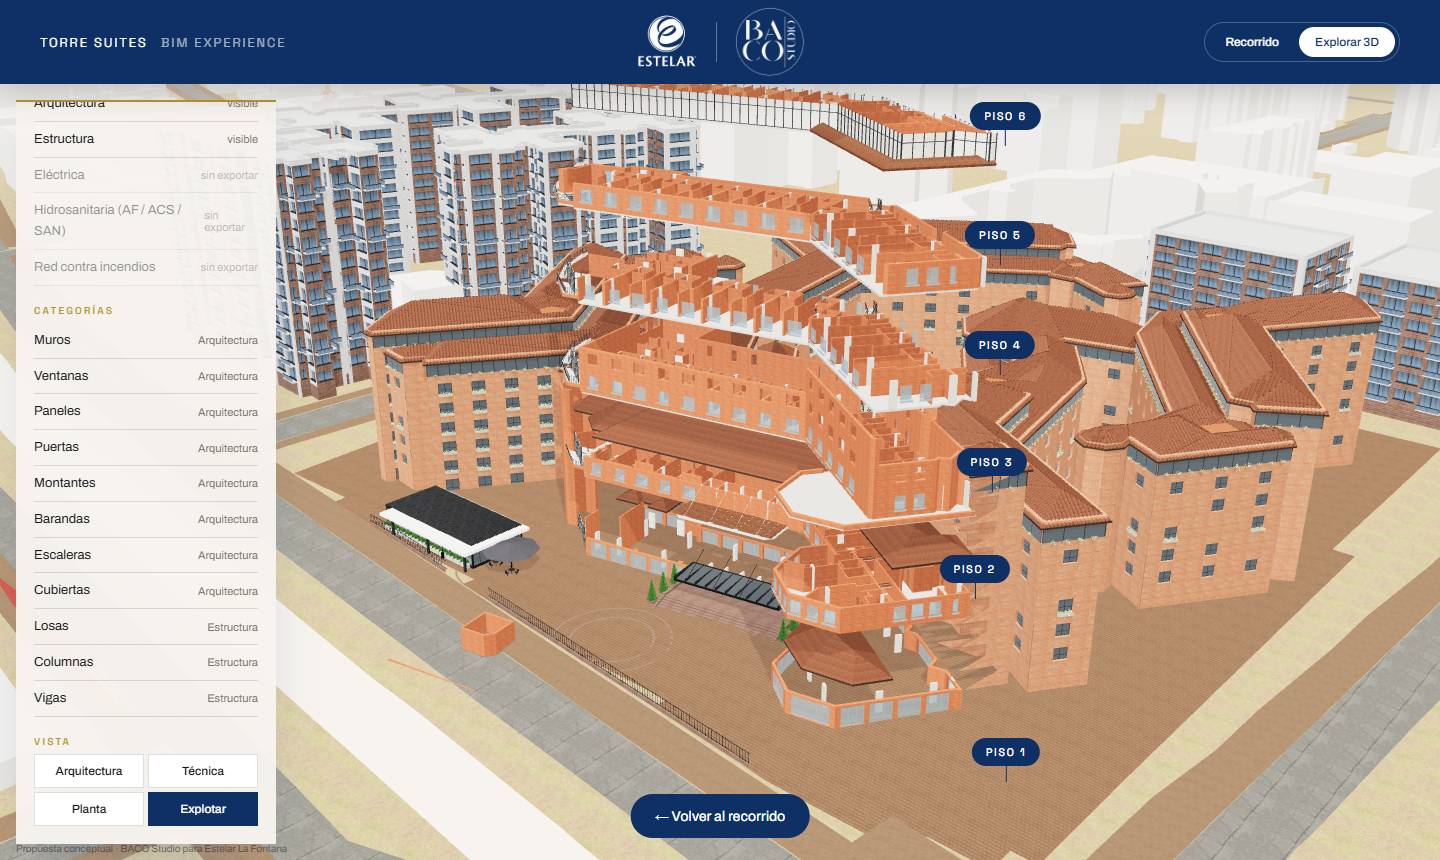 TORRE SUITES BIM EXPERIENCE
ESTELAR
BACO STUDIO
Recorrido
Explorar 3D
Arquitectura visible
Estructura visible
Eléctrica sin exportar
Hidrosanitaria (AF / ACS /
SAN) sin
exportar
Red contra incendios sin exportar
CATEGORÍAS
Muros Arquitectura
Ventanas Arquitectura
Paneles Arquitectura
Puertas Arquitectura
Montantes Arquitectura
Barandas Arquitectura
Escaleras Arquitectura
Cubiertas Arquitectura
Losas Estructura
Columnas Estructura
Vigas Estructura
VISTA
Arquitectura Técnica
Planta Explotar
Propuesta conceptual · BACO Studio para Estelar La Fontana
PISO 6
PISO 5
PISO 4
PISO 3
PISO 2
PISO 1
← Volver al recorrido